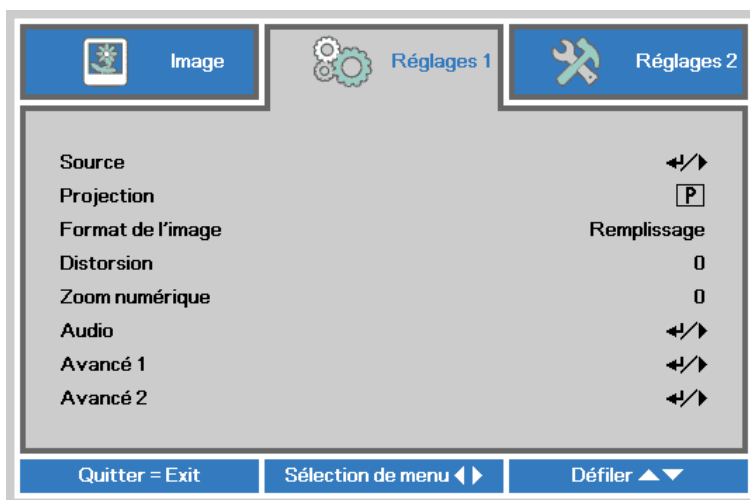 Image
Réglages 1
Réglages 2
Source ↵/▶
Projection P
Format de l'image Remplissage
Distorsion 0
Zoom numérique 0
Audio ↵/▶
Avancé 1 ↵/▶
Avancé 2 ↵/▶
Quitter = Exit
Sélection de menu ◀▶
Défiler ▲▼